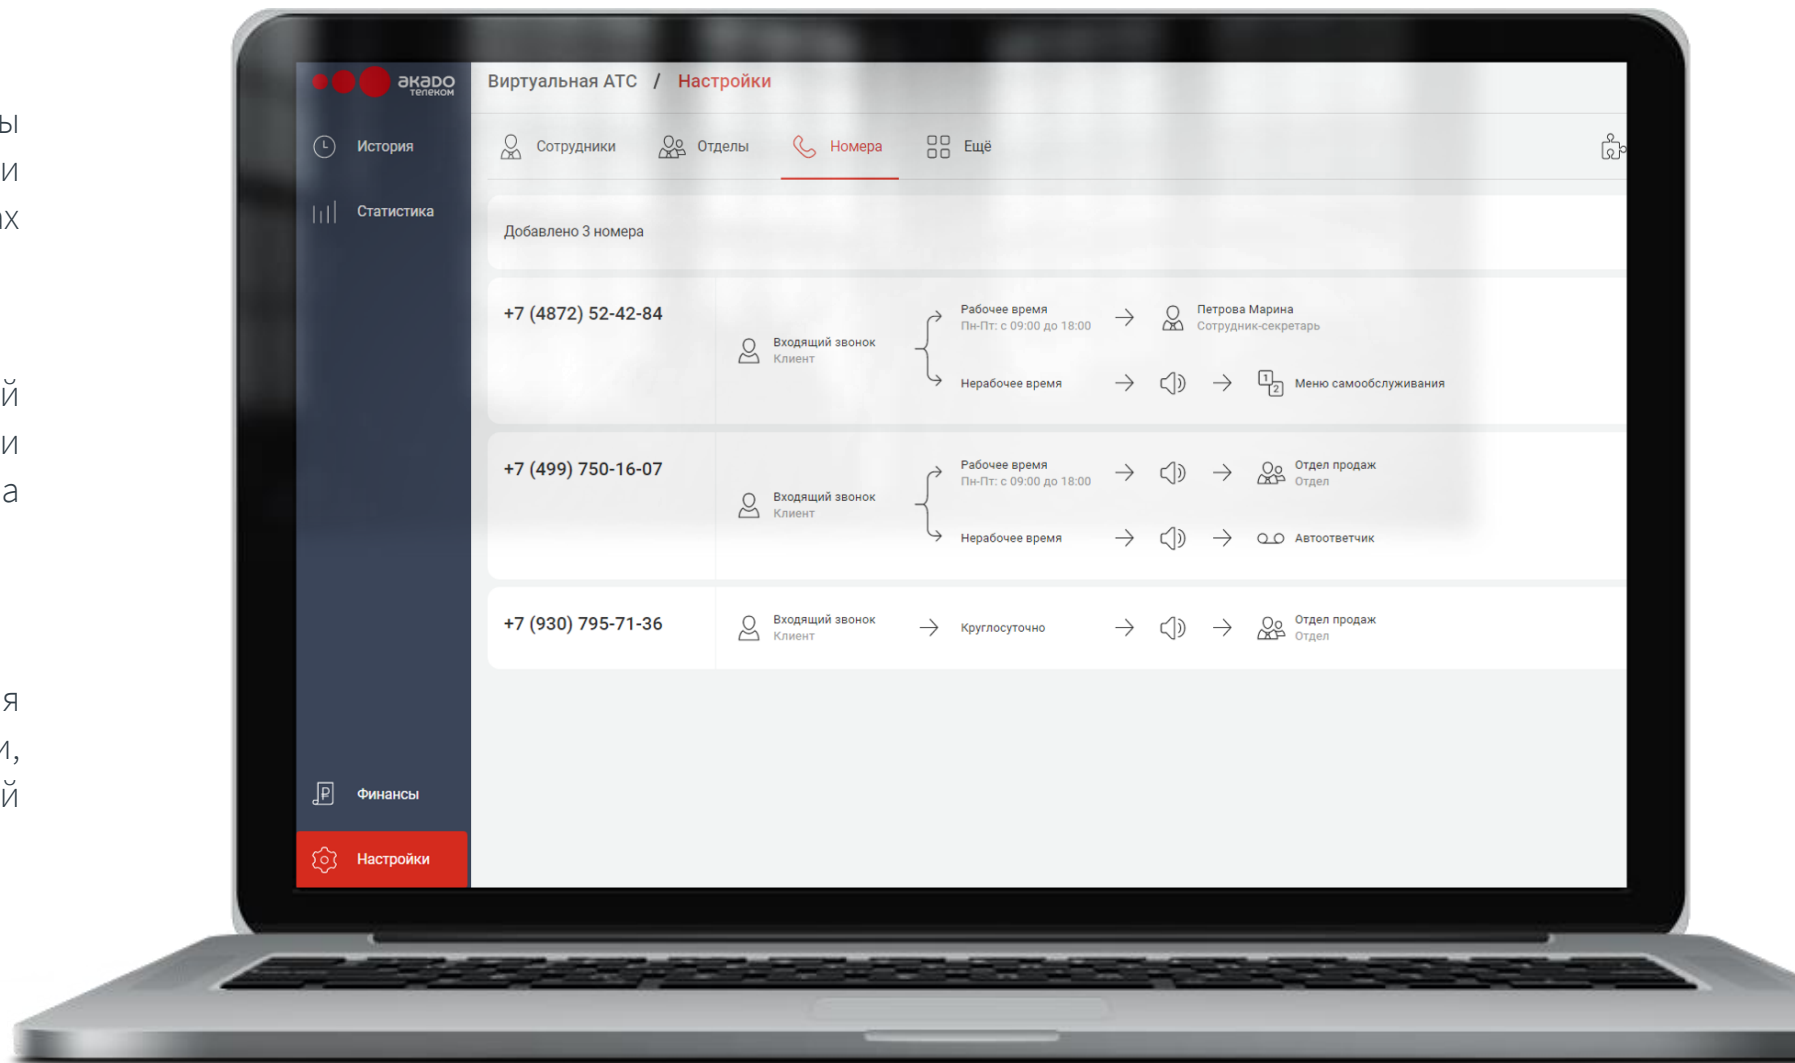 ы
и
ах
й
и
а
я
и,
й
акадо
телеком
Виртуальная АТС / Настройки
История
Статистика
Финансы
Настройки
Сотрудники
Отделы
Номера
Ещё
Добавлено 3 номера
+7 (4872) 52-42-84
Входящий звонок
Клиент
Рабочее время
Пн-Пт: с 09:00 до 18:00
Петрова Марина
Сотрудник-секретарь
Нерабочее время
1
2
Меню самообслуживания
+7 (499) 750-16-07
Входящий звонок
Клиент
Рабочее время
Пн-Пт: с 09:00 до 18:00
Отдел продаж
Отдел
Нерабочее время
Автоответчик
+7 (930) 795-71-36
Входящий звонок
Клиент
Круглосуточно
Отдел продаж
Отдел